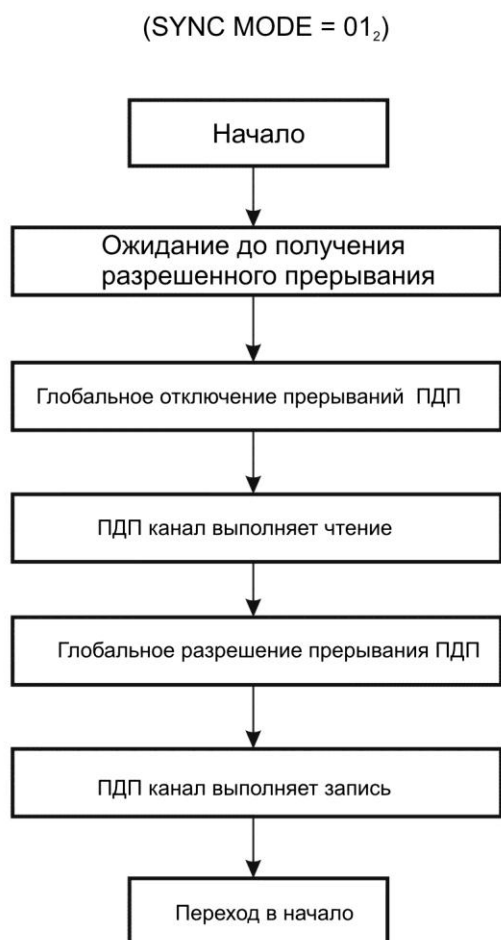 (SYNC MODE = 01₂)
Начало
Ожидание до получения
разрешенного прерывания
Глобальное отключение прерываний ПДП
ПДП канал выполняет чтение
Глобальное разрешение прерывания ПДП
ПДП канал выполняет запись
Переход в начало